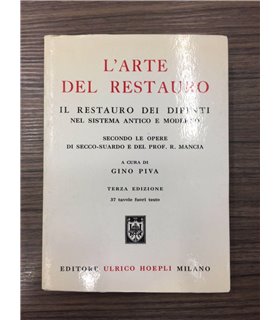 L'ARTE
DEL RESTAURO
IL RESTAURO DEI DIPINTI
NEL SISTEMA ANTICO E MODERNO
SECONDO LE OPERE
DI SECCO-SUARDO E DEL PROF. R. MANCIA
A CURA DI
GINO PIVA
TERZA EDIZIONE
37 tavole fuori testo
EDITORE ULRICO HOEPLI MILANO